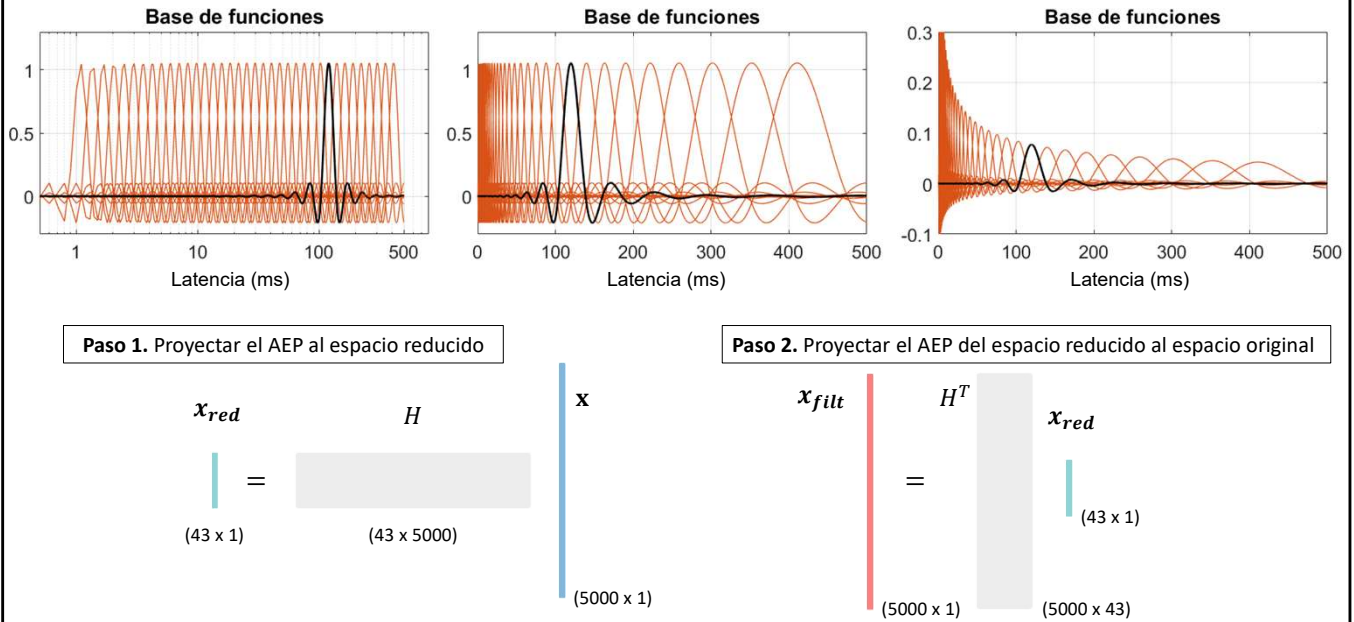 Base de funciones
1
0.5
0
1
10
100
500
Latencia (ms)
Base de funciones
1
0.5
0
0
100
200
300
400
500
Latencia (ms)
Base de funciones
0.3
0.2
0.1
0
-0.1
0
100
200
300
400
500
Latencia (ms)
Paso 1. Proyectar el AEP al espacio reducido
x_red
=
H
x
(43 x 1)
(43 x 5000)
(5000 x 1)
Paso 2. Proyectar el AEP del espacio reducido al espacio original
x_filt
=
H^T
x_red
(43 x 1)
(5000 x 1)
(5000 x 43)